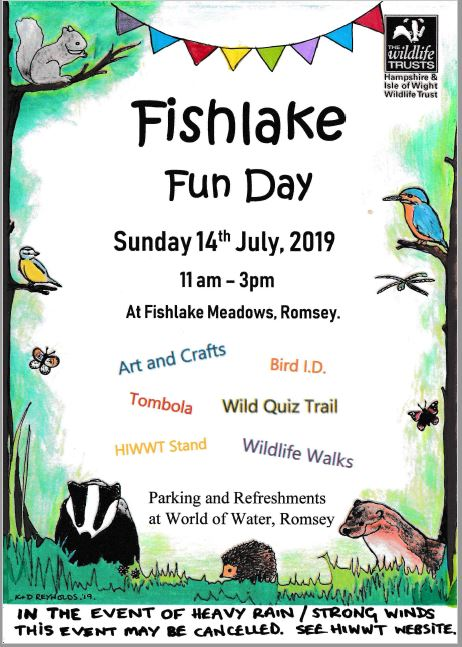 THE
wildlife
TRUSTS
Hampshire &
Isle of Wight
Wildlife Trust
Fishlake
Fun Day
Sunday 14th July, 2019
11 am – 3pm
At Fishlake Meadows, Romsey.
Art and Crafts
Bird I.D.
Tombola
Wild Quiz Trail
HIWWT Stand
Wildlife Walks
Parking and Refreshments
at World of Water, Romsey
K+D REYNOLDS.'19.
IN THE EVENT OF HEAVY RAIN / STRONG WINDS
THIS EVENT MAY BE CANCELLED. SEE HIWWT WEBSITE.